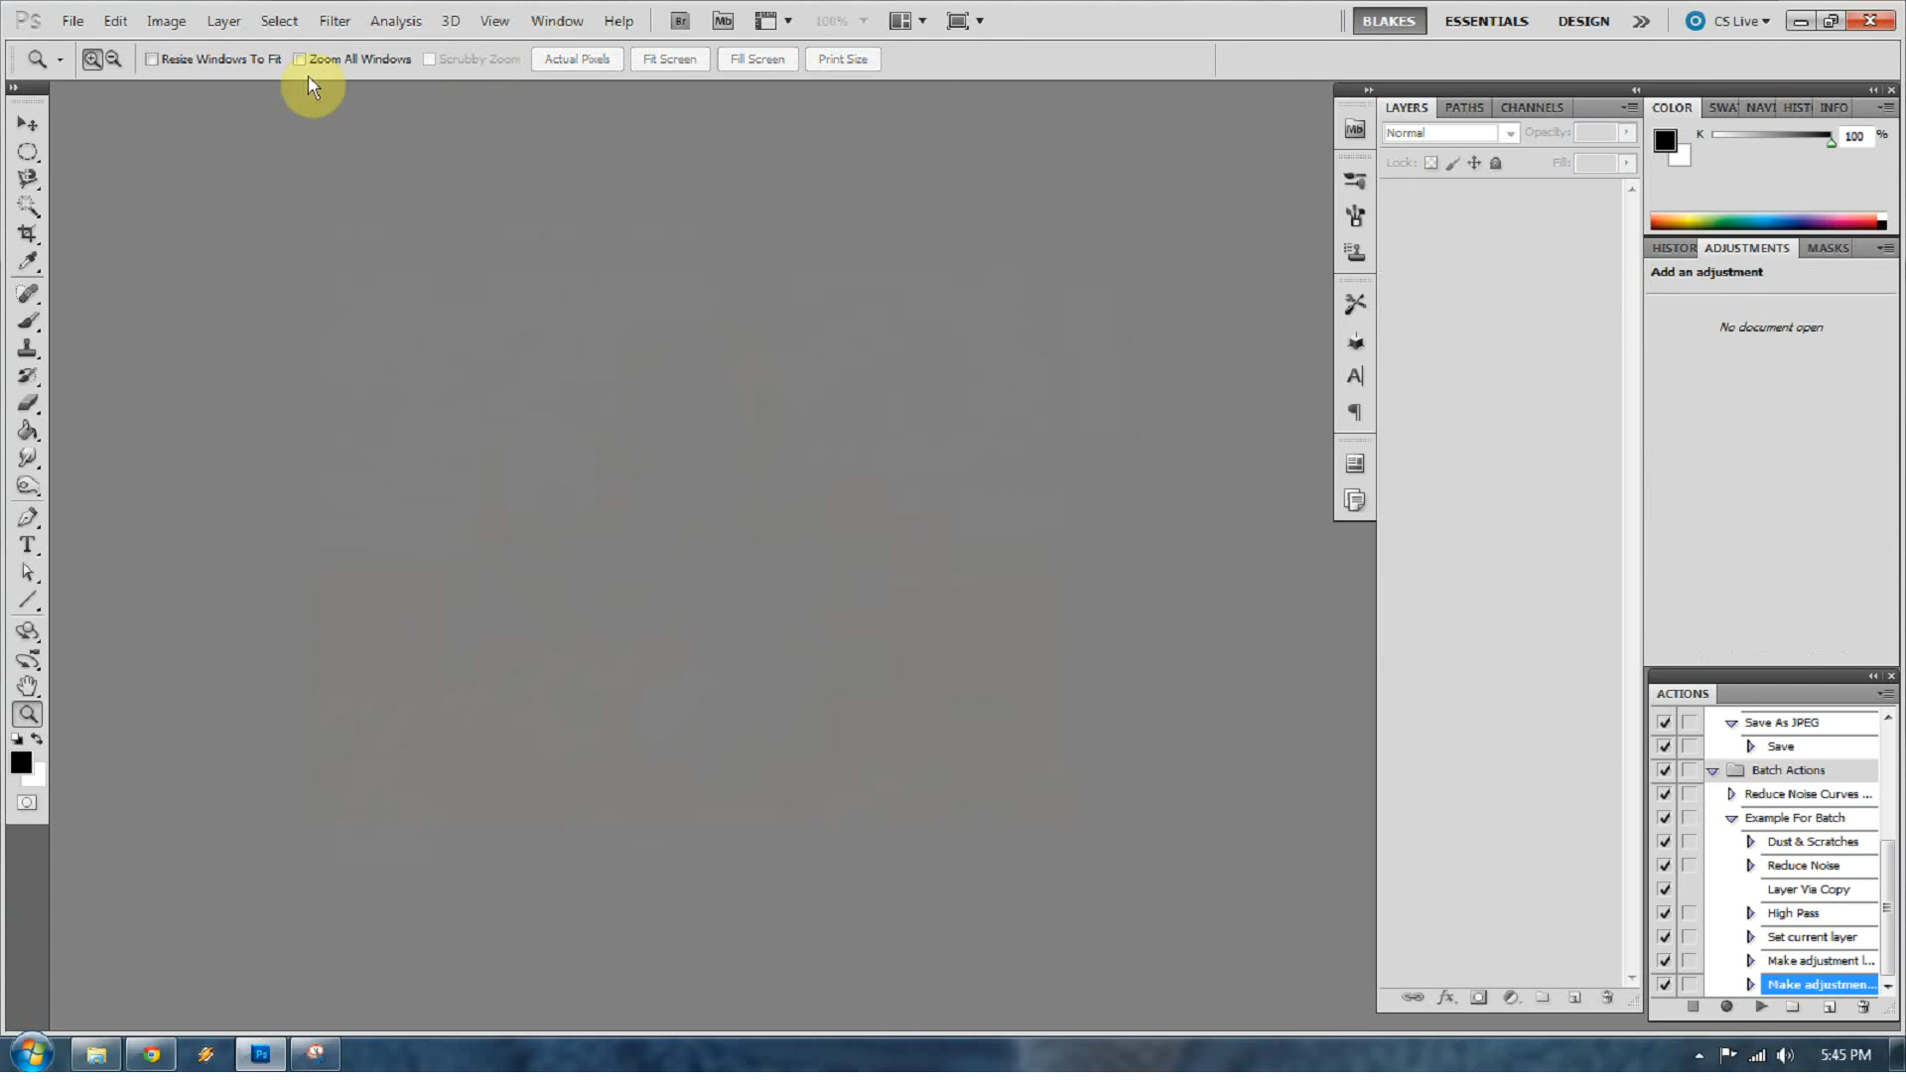 Ps File Edit Image Layer Select Filter Analysis 3D View Window Help Br Mb 100% BLAKES ESSENTIALS DESIGN CS Live
Resize Windows To Fit Zoom All Windows Scrubby Zoom Actual Pixels Fit Screen Fill Screen Print Size
LAYERS PATHS CHANNELS
COLOR SWA NAVI HIST INFO
Mb
Normal Opacity:
K 100 %
Lock: Fill:
HISTOR ADJUSTMENTS MASKS
Add an adjustment
No document open
A
T
fx
ACTIONS
Save As JPEG
Save
Batch Actions
Reduce Noise Curves ...
Example For Batch
Dust & Scratches
Reduce Noise
Layer Via Copy
High Pass
Set current layer
Make adjustment l...
Make adjustmen...
Ps
5:45 PM